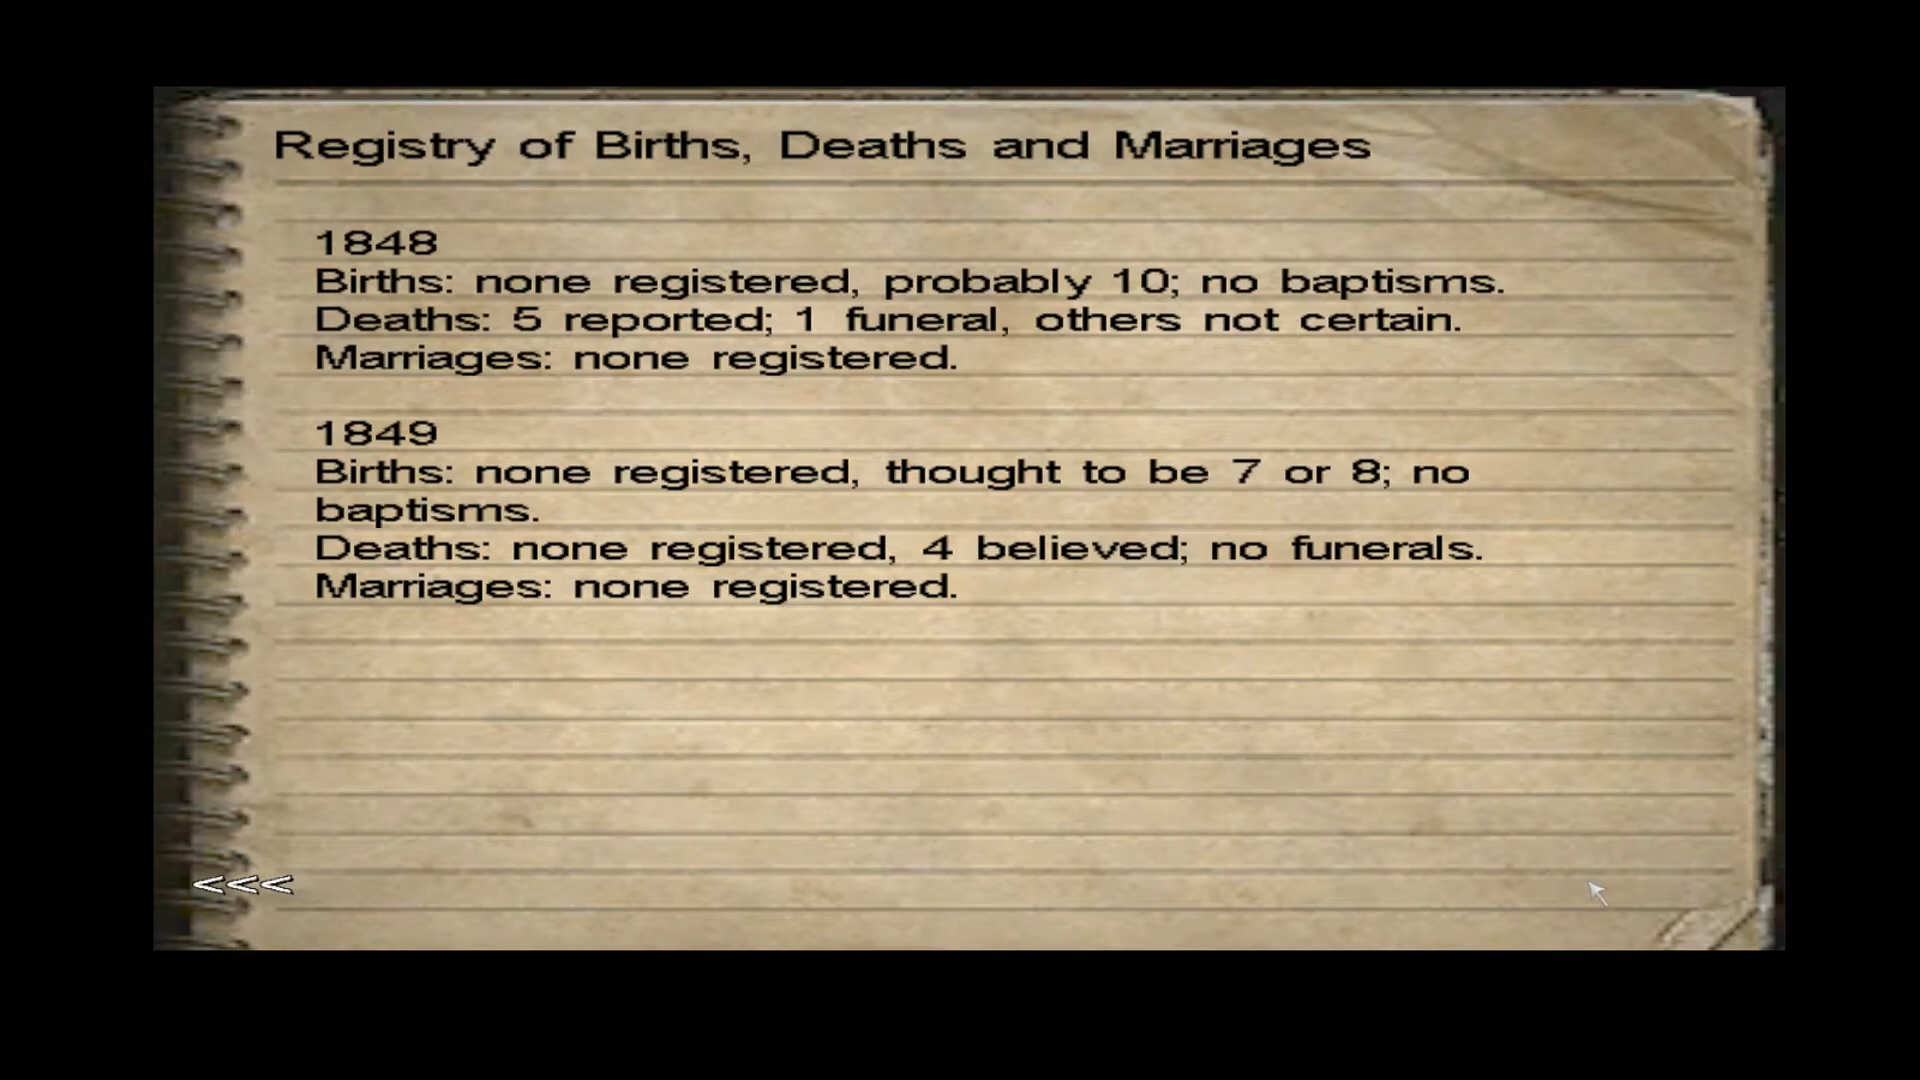 Registry of Births, Deaths and Marriages
1848
Births: none registered, probably 10; no baptisms.
Deaths: 5 reported; 1 funeral, others not certain.
Marriages: none registered.
1849
Births: none registered, thought to be 7 or 8; no
baptisms.
Deaths: none registered, 4 believed; no funerals.
Marriages: none registered.
<<<